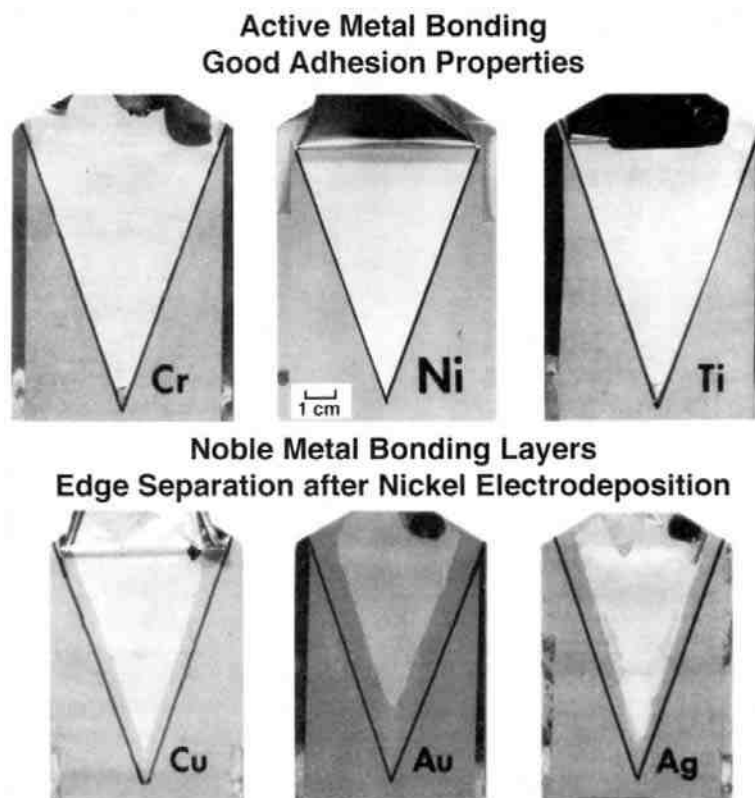 Active Metal Bonding
Good Adhesion Properties
Cr
Ni
Ti
1 cm
Noble Metal Bonding Layers
Edge Separation after Nickel Electrodeposition
Cu
Au
Ag